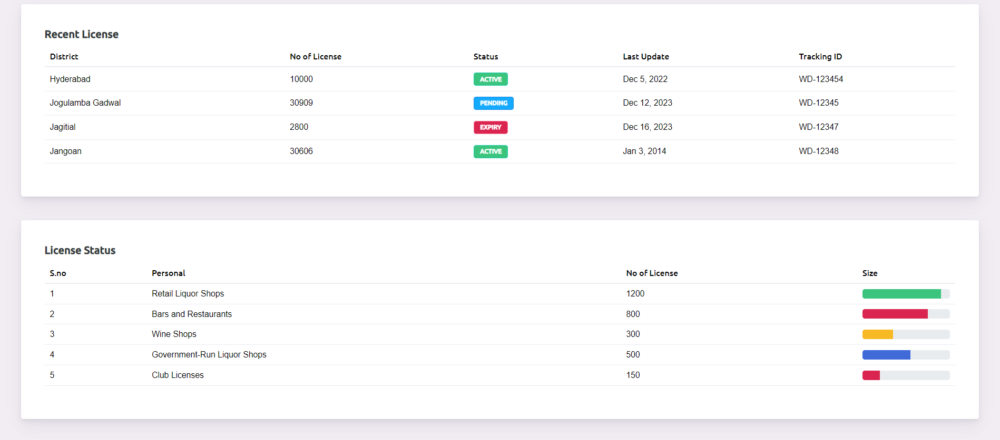 Recent License
District No of License Status Last Update Tracking ID
Hyderabad 10000 ACTIVE Dec 5, 2022 WD-123454
Jogulamba Gadwal 30909 PENDING Dec 12, 2023 WD-12345
Jagitial 2800 EXPIRY Dec 16, 2023 WD-12347
Jangoan 30606 ACTIVE Jan 3, 2014 WD-12348
License Status
S.no Personal No of License Size
1 Retail Liquor Shops 1200
2 Bars and Restaurants 800
3 Wine Shops 300
4 Government-Run Liquor Shops 500
5 Club Licenses 150